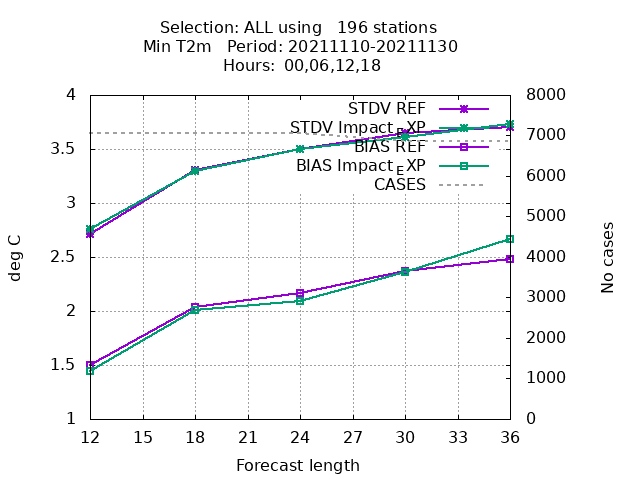 Selection: ALL using   196 stations
Min T2m   Period: 20211110-20211130
Hours:  00,06,12,18
STDV REF
STDV Impact_EXP
BIAS REF
BIAS Impact_EXP
CASES
4
3.5
3
2.5
2
1.5
1
8000
7000
6000
5000
4000
3000
2000
1000
0
deg C
No cases
12 15 18 21 24 27 30 33 36
Forecast length